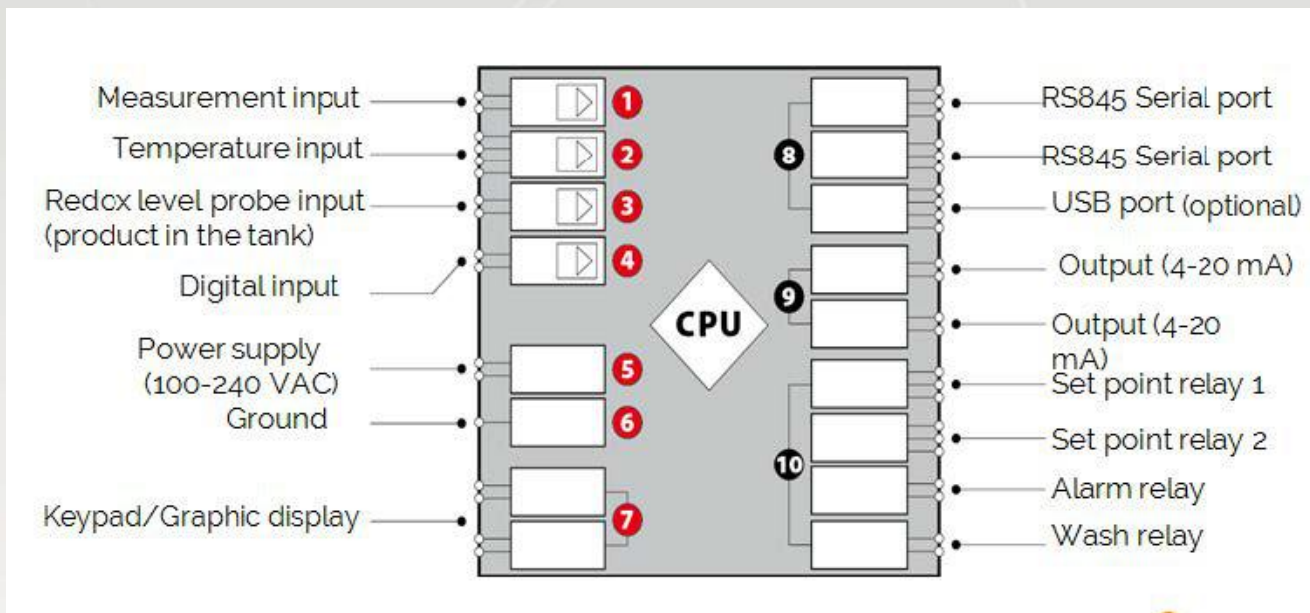 Measurement input
Temperature input
Redox level probe input
(product in the tank)
Digital input
Power supply
(100-240 VAC)
Ground
Keypad/Graphic display
1
2
3
4
5
6
7
CPU
8
9
10
RS845 Serial port
RS845 Serial port
USB port (optional)
Output (4-20 mA)
Output (4-20
mA)
Set point relay 1
Set point relay 2
Alarm relay
Wash relay